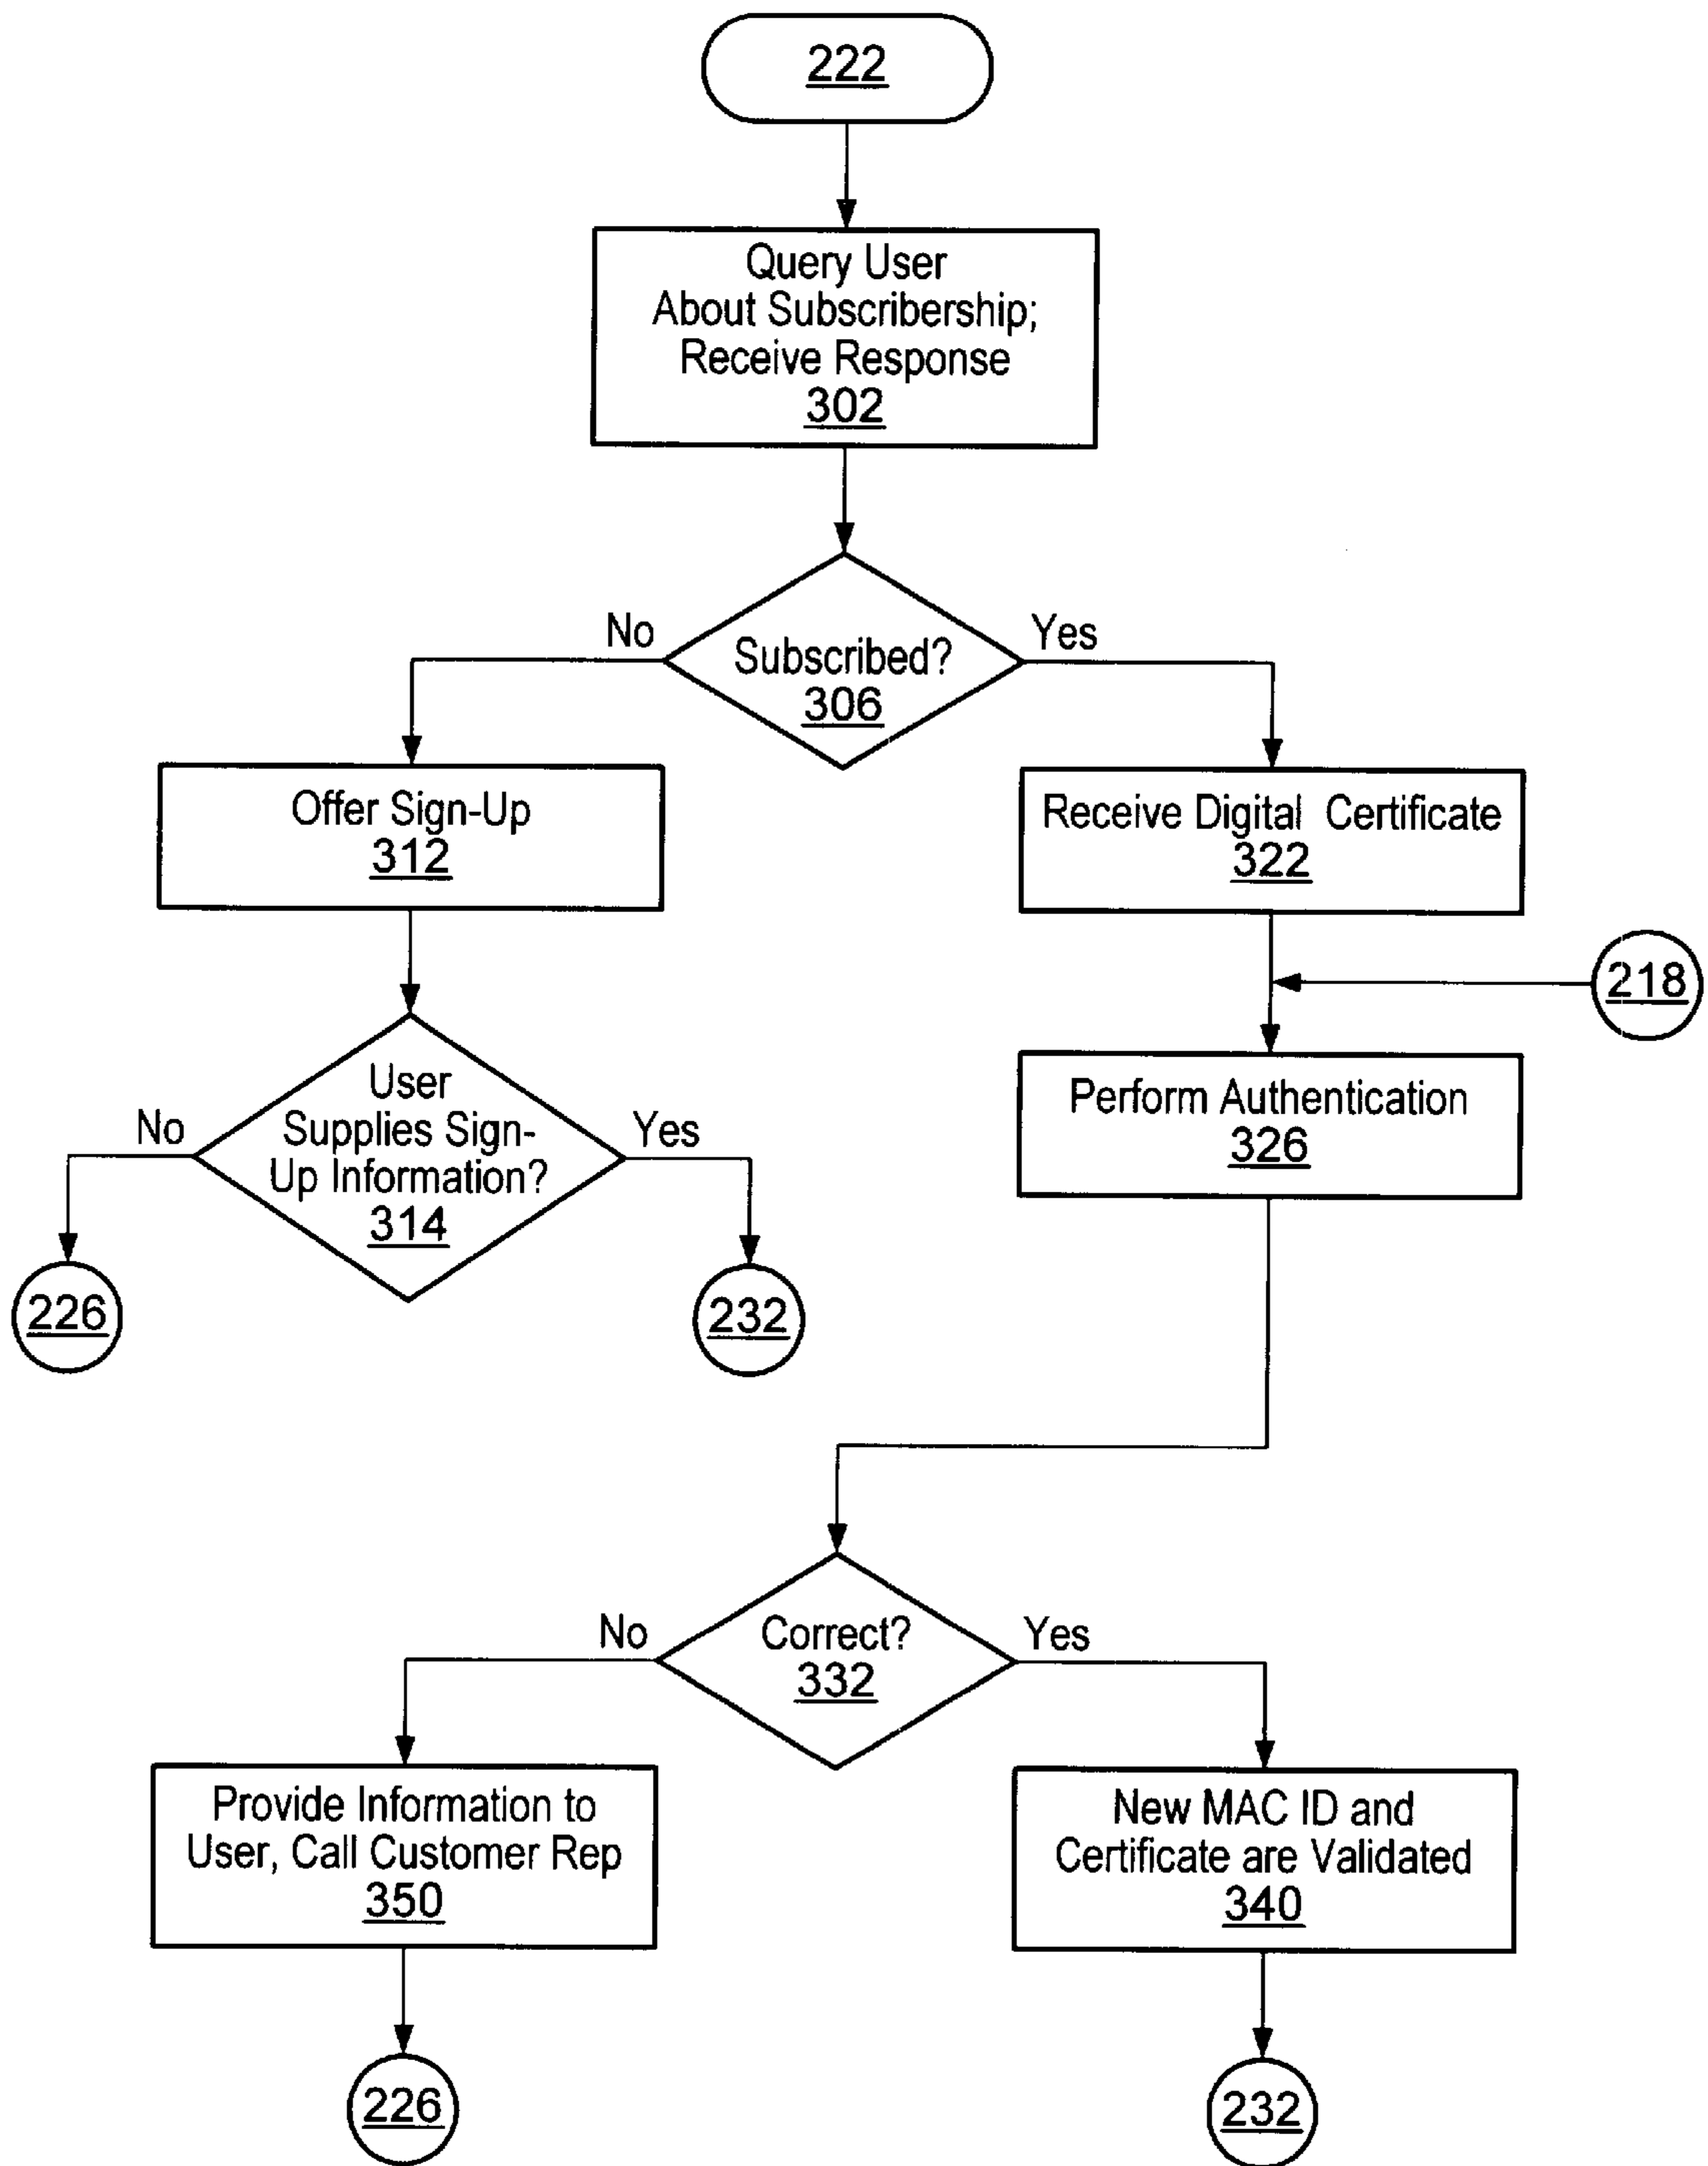 222
Query User
About Subscribership;
Receive Response
302
No
Yes
Subscribed?
306
Offer Sign-Up
312
Receive Digital Certificate
322
218
User
Supplies Sign-
Up Information?
314
No
Yes
Perform Authentication
326
226
232
No
Yes
Correct?
332
Provide Information to
User, Call Customer Rep
350
New MAC ID and
Certificate are Validated
340
226
232